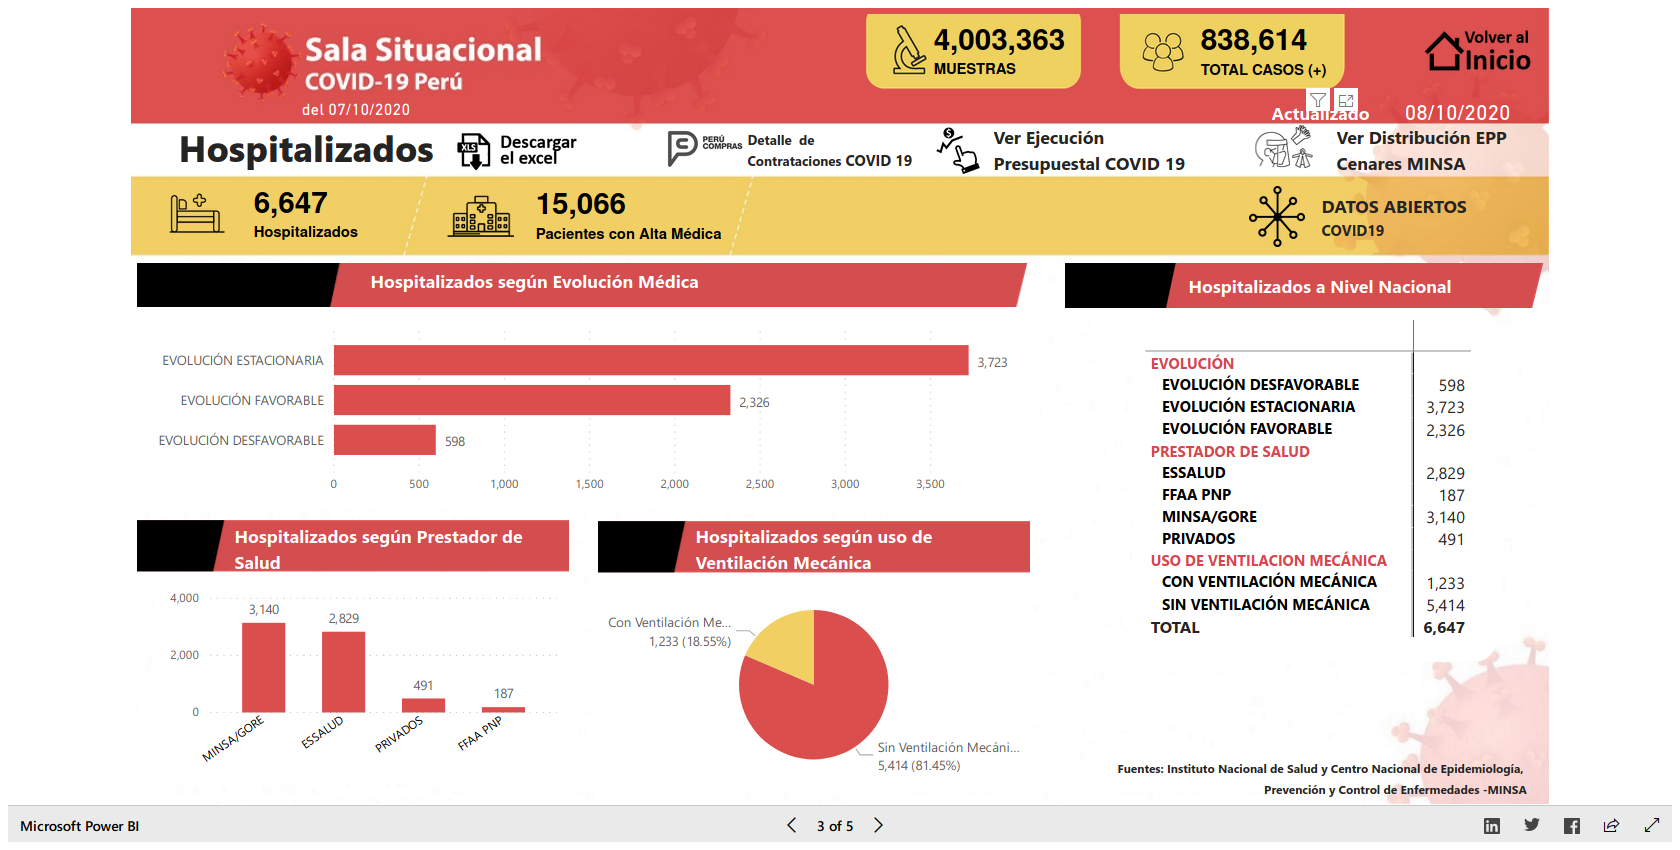 Sala Situacional
COVID-19 Perú
del 07/10/2020
4,003,363
MUESTRAS
838,614
TOTAL CASOS (+)
Volver al
Inicio
Actualizado 08/10/2020
Hospitalizados
XLS
Descargar
el excel
PERÚ
COMPRAS
Detalle de
Contrataciones COVID 19
Ver Ejecución
Presupuestal COVID 19
Ver Distribución EPP
Cenares MINSA
6,647
Hospitalizados
15,066
Pacientes con Alta Médica
DATOS ABIERTOS
COVID19
Hospitalizados según Evolución Médica
EVOLUCIÓN ESTACIONARIA 3,723
EVOLUCIÓN FAVORABLE 2,326
EVOLUCIÓN DESFAVORABLE 598
0 500 1,000 1,500 2,000 2,500 3,000 3,500
Hospitalizados según Prestador de
Salud
4,000
2,000
0
3,140
2,829
491
187
MINSA/GORE
ESSALUD
PRIVADOS
FFAA PNP
Hospitalizados según uso de
Ventilación Mecánica
Con Ventilación Me...
1,233 (18.55%)
Sin Ventilación Mecáni...
5,414 (81.45%)
Hospitalizados a Nivel Nacional
EVOLUCIÓN
EVOLUCIÓN DESFAVORABLE 598
EVOLUCIÓN ESTACIONARIA 3,723
EVOLUCIÓN FAVORABLE 2,326
PRESTADOR DE SALUD
ESSALUD 2,829
FFAA PNP 187
MINSA/GORE 3,140
PRIVADOS 491
USO DE VENTILACION MECÁNICA
CON VENTILACIÓN MECÁNICA 1,233
SIN VENTILACIÓN MECÁNICA 5,414
TOTAL 6,647
Fuentes: Instituto Nacional de Salud y Centro Nacional de Epidemiología,
Prevención y Control de Enfermedades -MINSA
Microsoft Power BI
3 of 5